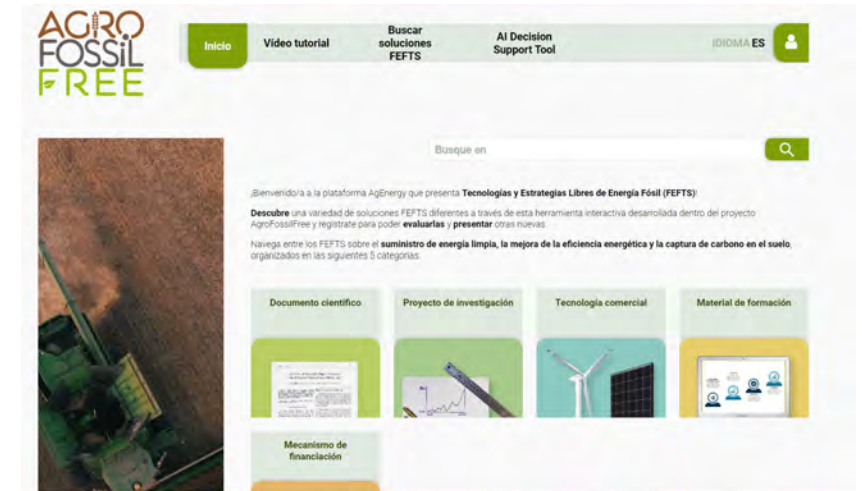 AGRO
FOSSIL
FREE
Inicio
Vídeo tutorial
Buscar
soluciones
FEFTS
AI Decision
Support Tool
IDIOMA ES
Busque en
¡Bienvenido/a a la plataforma AgEnergy que presenta Tecnologías y Estrategias Libres de Energía Fósil (FEFTS)!
Descubre una variedad de soluciones FEFTS diferentes a través de esta herramienta interactiva desarrollada dentro del proyecto
AgroFossilFree y regístrate para poder evaluarlas y presentar otras nuevas.
Navega entre los FEFTS sobre el suministro de energía limpia, la mejora de la eficiencia energética y la captura de carbono en el suelo,
organizados en las siguientes 5 categorías:
Documento científico
Proyecto de investigación
Tecnología comercial
Material de formación
Mecanismo de
financiación